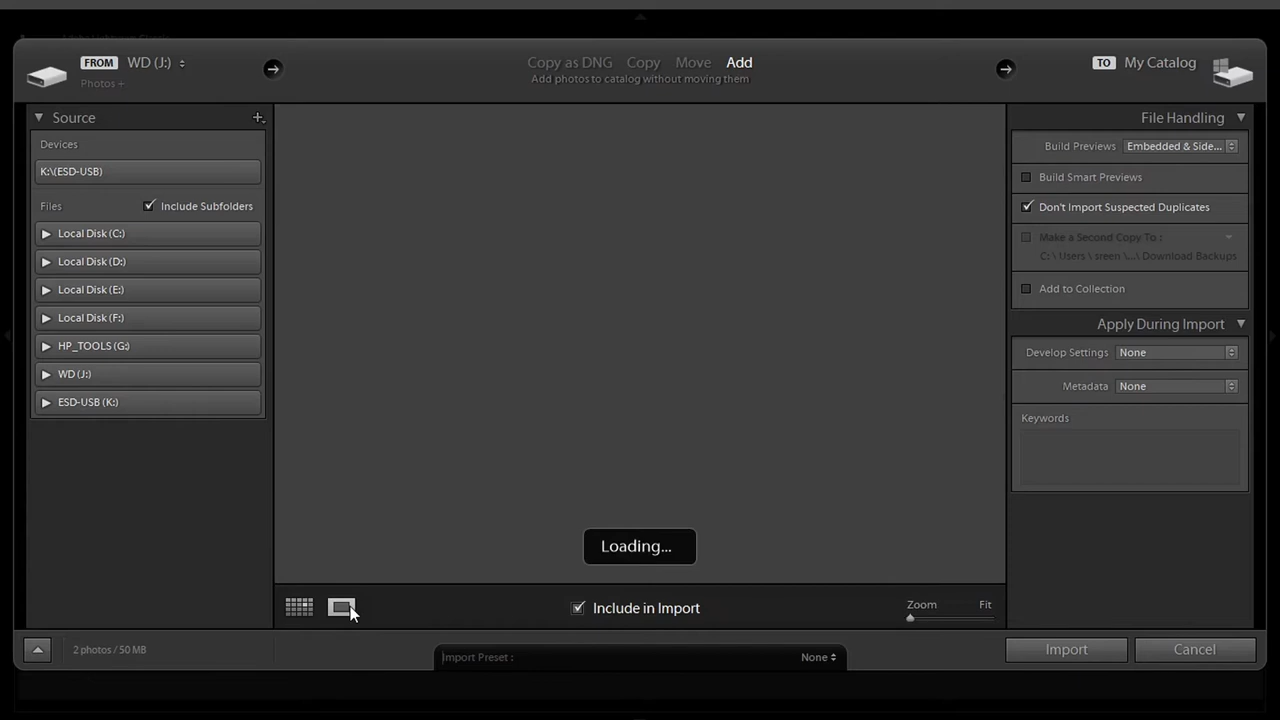 FROM WD (J:)
Photos +
Copy as DNG Copy Move Add
Add photos to catalog without moving them
TO My Catalog
Source
Devices
K:\(ESD-USB)
Files Include Subfolders
Local Disk (C:)
Local Disk (D:)
Local Disk (E:)
Local Disk (F:)
HP_TOOLS (G:)
WD (J:)
ESD-USB (K:)
Loading...
Include in Import
Zoom Fit
File Handling
Build Previews Embedded & Side...
Build Smart Previews
Don't Import Suspected Duplicates
Make a Second Copy To :
C: \ Users \ sreen \...\ Download Backups
Add to Collection
Apply During Import
Develop Settings None
Metadata None
Keywords
2 photos / 50 MB
Import Preset : None
Import Cancel